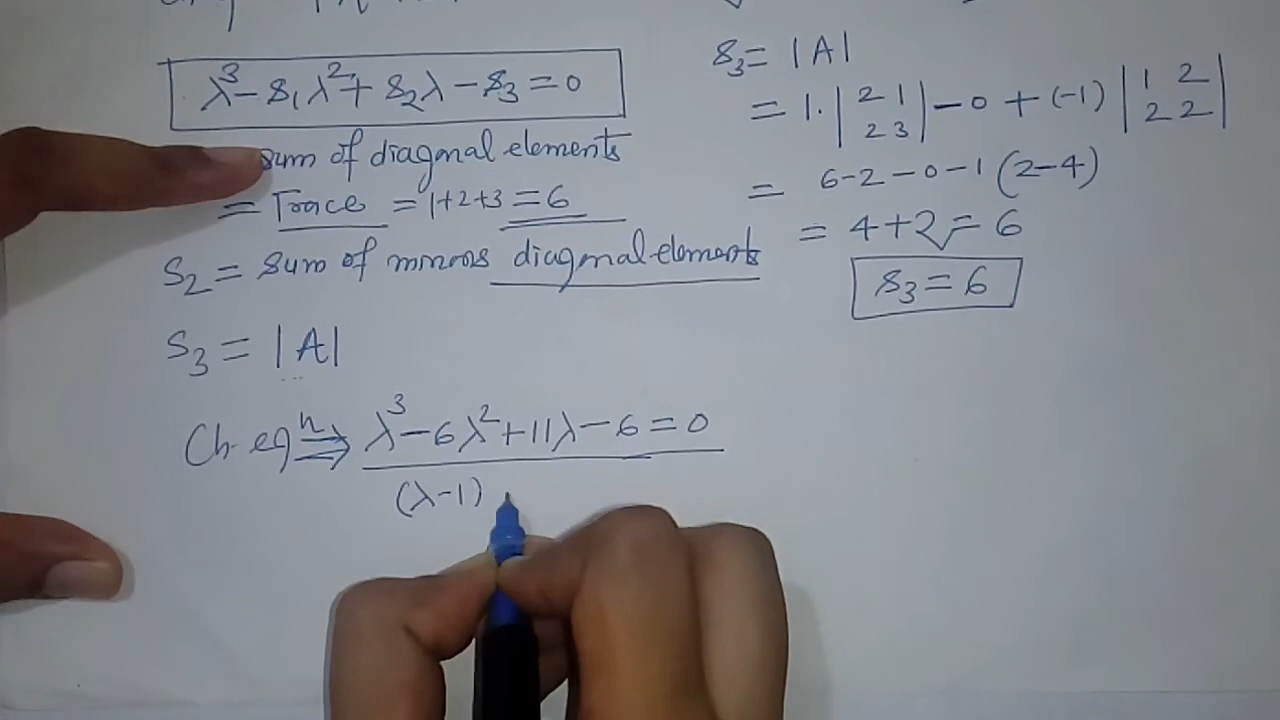 λ³ - S₁λ² + S₂λ - S₃ = 0
sum of diagonal elements
= Trace = 1+2+3 = 6
S₂ = sum of minors diagonal elements
S₃ = |A|
Ch. eqⁿ ⇒ λ³ - 6λ² + 11λ - 6 = 0
(λ-1)
S₃ = |A|
= 1. |2 1; 2 3| - 0 + (-1) |1 2; 2 2|
= 6-2-0-1 (2-4)
= 4+2 = 6
S₃ = 6